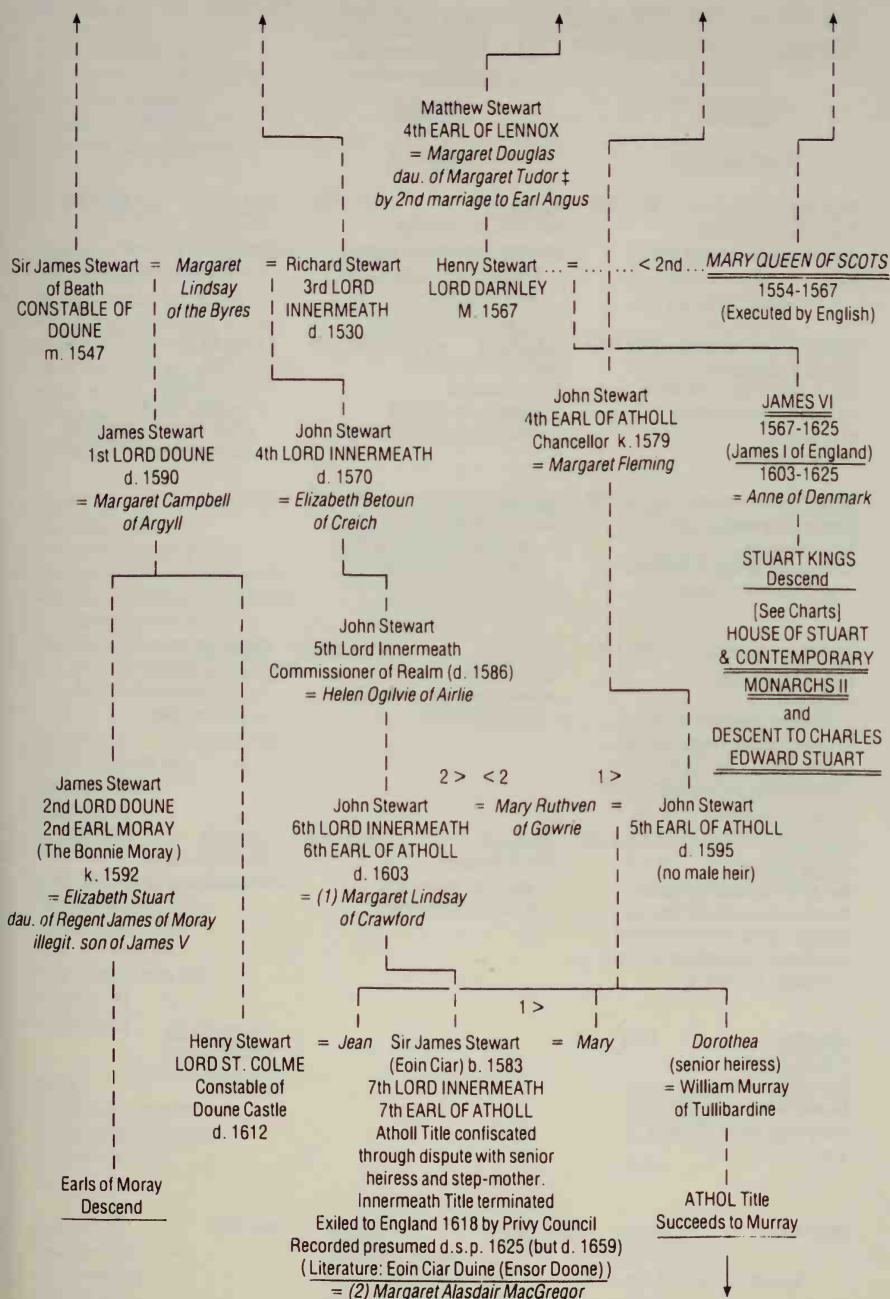 Matthew Stewart
4th EARL OF LENNOX
= Margaret Douglas
dau. of Margaret Tudor ‡
by 2nd marriage to Earl Angus
Sir James Stewart
of Beath
CONSTABLE OF
DOUNE
m. 1547
= Margaret
Lindsay
of the Byres
= Richard Stewart
3rd LORD
INNERMEATH
d. 1530
Henry Stewart
LORD DARNLEY
M. 1567
... = ... ... < 2nd ...
MARY QUEEN OF SCOTS
1554-1567
(Executed by English)
James Stewart
1st LORD DOUNE
d. 1590
= Margaret Campbell
of Argyll
John Stewart
4th LORD INNERMEATH
d. 1570
= Elizabeth Betoun
of Creich
John Stewart
4th EARL OF ATHOLL
Chancellor k. 1579
= Margaret Fleming
JAMES VI
1567-1625
(James I of England)
1603-1625
= Anne of Denmark
STUART KINGS
Descend
[See Charts]
HOUSE OF STUART
& CONTEMPORARY
MONARCHS II
and
DESCENT TO CHARLES
EDWARD STUART
John Stewart
5th Lord Innermeath
Commissioner of Realm (d. 1586)
= Helen Ogilvie of Airlie
James Stewart
2nd LORD DOUNE
2nd EARL MORAY
(The Bonnie Moray)
k. 1592
= Elizabeth Stuart
dau. of Regent James of Moray
illegit. son of James V
2 > < 2 1 >
John Stewart
6th LORD INNERMEATH
6th EARL OF ATHOLL
d. 1603
= (1) Margaret Lindsay
of Crawford
= Mary Ruthven =
of Gowrie
John Stewart
5th EARL OF ATHOLL
d. 1595
(no male heir)
1 >
Henry Stewart
LORD ST. COLME
Constable of
Doune Castle
d. 1612
= Jean
Sir James Stewart
(Eoin Ciar) b. 1583
7th LORD INNERMEATH
7th EARL OF ATHOLL
Atholl Title confiscated
through dispute with senior
heiress and step-mother.
Innermeath Title terminated
Exiled to England 1618 by Privy Council
Recorded presumed d.s.p. 1625 (but d. 1659)
(Literature: Eoin Ciar Duine (Ensor Doone))
= (2) Margaret Alasdair MacGregor
= Mary
Dorothea
(senior heiress)
= William Murray
of Tullibardine
ATHOL Title
Succeeds to Murray
Earls of Moray
Descend